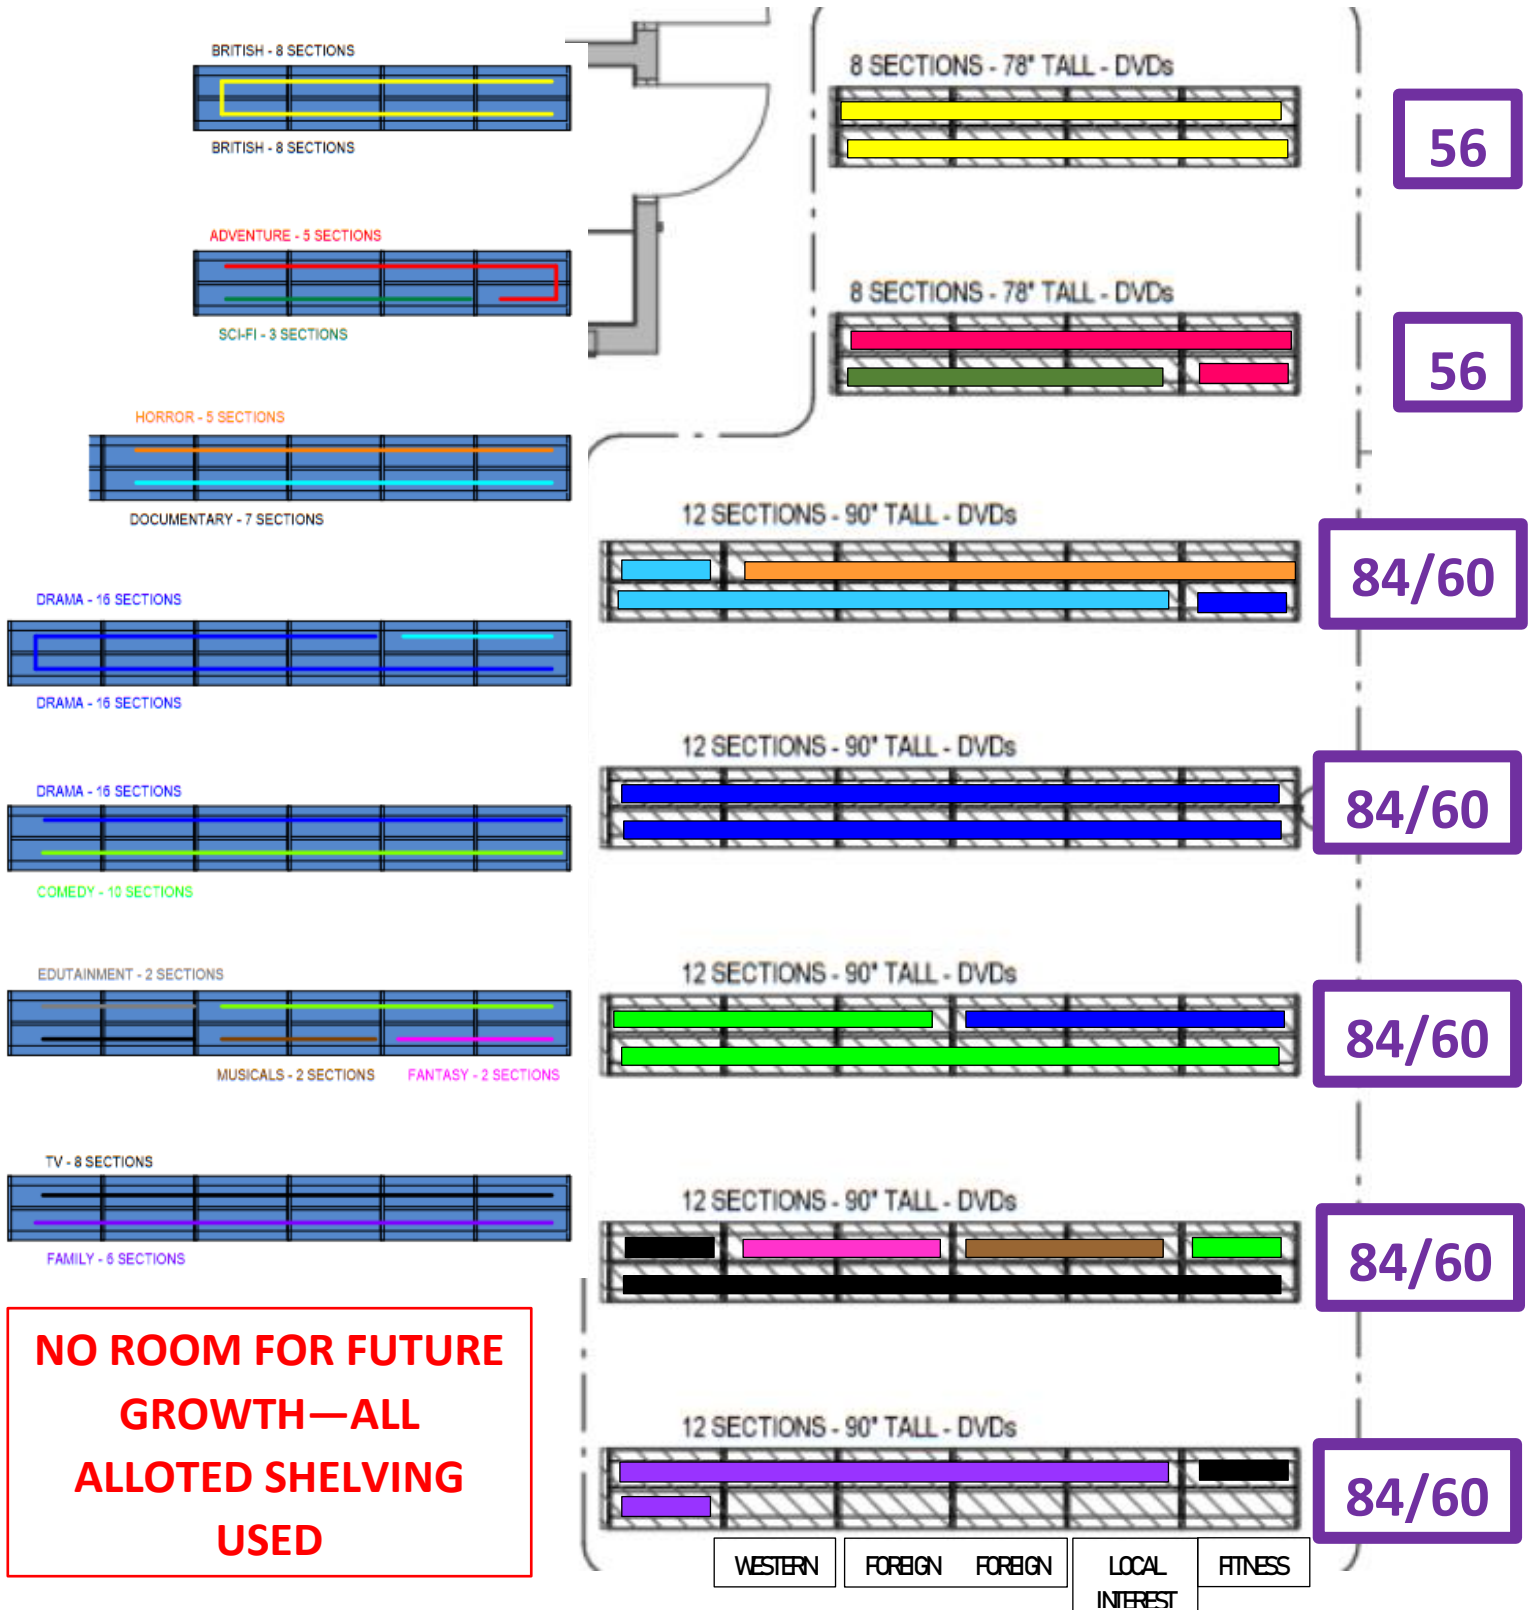 BRITISH - 8 SECTIONS
BRITISH - 8 SECTIONS
ADVENTURE - 5 SECTIONS
SCI-FI - 3 SECTIONS
HORROR - 5 SECTIONS
DOCUMENTARY - 7 SECTIONS
DRAMA - 16 SECTIONS
DRAMA - 16 SECTIONS
DRAMA - 16 SECTIONS
COMEDY - 10 SECTIONS
EDUTAINMENT - 2 SECTIONS
MUSICALS - 2 SECTIONS
FANTASY - 2 SECTIONS
TV - 8 SECTIONS
FAMILY - 6 SECTIONS
NO ROOM FOR FUTURE
GROWTH—ALL
ALLOTED SHELVING
USED
8 SECTIONS - 78" TALL - DVDs
56
8 SECTIONS - 78" TALL - DVDs
56
12 SECTIONS - 90" TALL - DVDs
84/60
12 SECTIONS - 90" TALL - DVDs
84/60
12 SECTIONS - 90" TALL - DVDs
84/60
12 SECTIONS - 90" TALL - DVDs
84/60
12 SECTIONS - 90" TALL - DVDs
84/60
WESTERN
FOREIGN FOREIGN
LOCAL
INTEREST
FITNESS